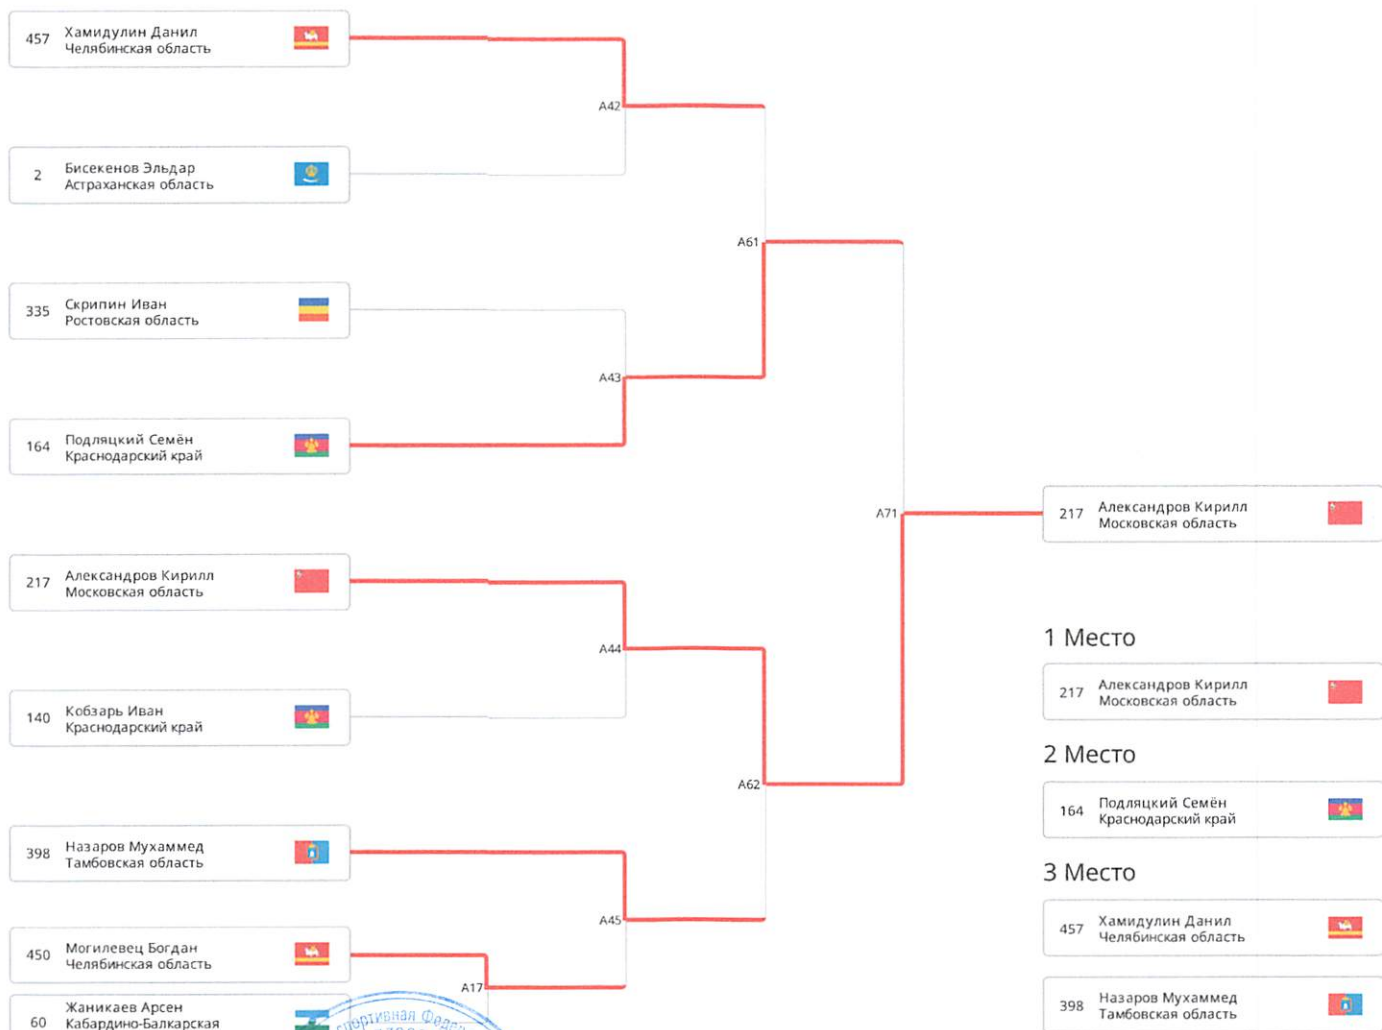 457 Хамидулин Данил
Челябинская область
A42
2 Бисекенов Эльдар
Астраханская область
A61
335 Скрипин Иван
Ростовская область
A43
164 Подляцкий Семён
Краснодарский край
A71
217 Александров Кирилл
Московская область
217 Александров Кирилл
Московская область
A44
140 Кобзарь Иван
Краснодарский край
A62
398 Назаров Мухаммед
Тамбовская область
A45
450 Могилевец Богдан
Челябинская область
A17
60 Жаникаев Арсен
Кабардино-Балкарская
1 Место
217 Александров Кирилл
Московская область
2 Место
164 Подляцкий Семён
Краснодарский край
3 Место
457 Хамидулин Данил
Челябинская область
398 Назаров Мухаммед
Тамбовская область